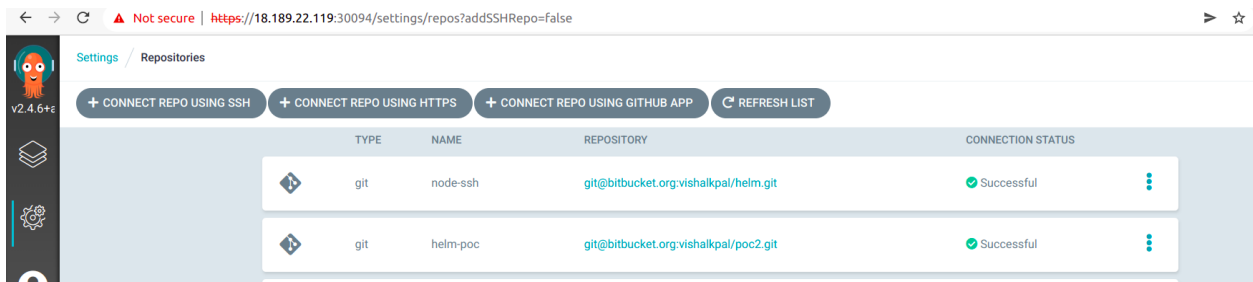 Not secure | https://18.189.22.119:30094/settings/repos?addSSHRepo=false
Settings / Repositories
v2.4.6+a
+ CONNECT REPO USING SSH + CONNECT REPO USING HTTPS + CONNECT REPO USING GITHUB APP REFRESH LIST
TYPE NAME REPOSITORY CONNECTION STATUS
git node-ssh git@bitbucket.org:vishalkpal/helm.git Successful
git helm-poc git@bitbucket.org:vishalkpal/poc2.git Successful